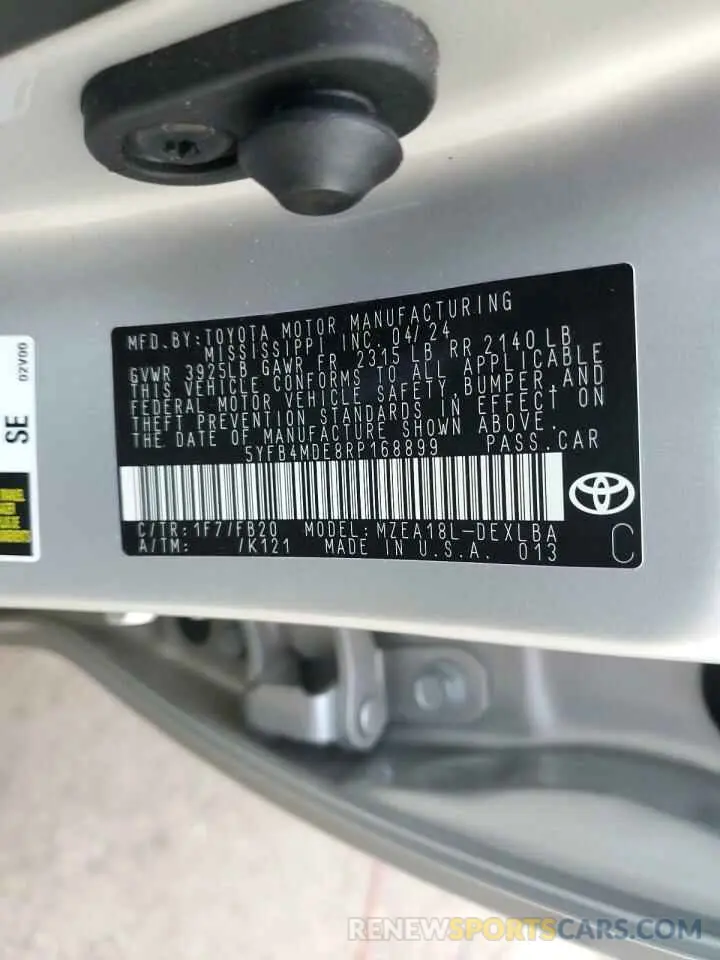 MFD. BY: TOYOTA MOTOR MANUFACTURING
MISSISSIPPI INC. 04/24
GVWR 3925LB GAWR FR 2315 LB RR 2140 LB
THIS VEHICLE CONFORMS TO ALL APPLICABLE
FEDERAL MOTOR VEHICLE SAFETY, BUMPER, AND
THEFT PREVENTION STANDARDS IN EFFECT ON
THE DATE OF MANUFACTURE SHOWN ABOVE.
5YFB4MDE8RP168899 PASS. CAR
C/TR: 1F7/FB20 MODEL: MZEA18L-DEXLBA
A/TM: /K121 MADE IN U.S.A. 013
C
SE
02V00
RENEWSPORTSCARS.COM